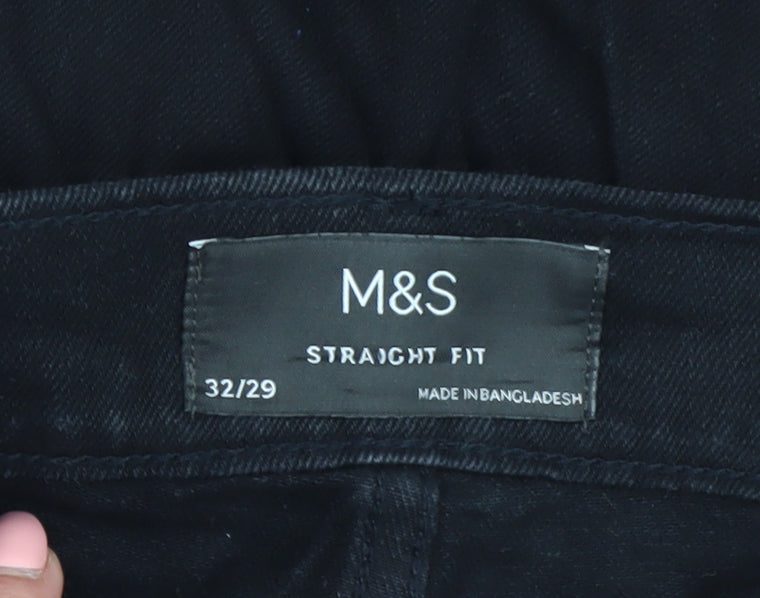 M&S
STRAIGHT FIT
32/29
MADE IN BANGLADESH